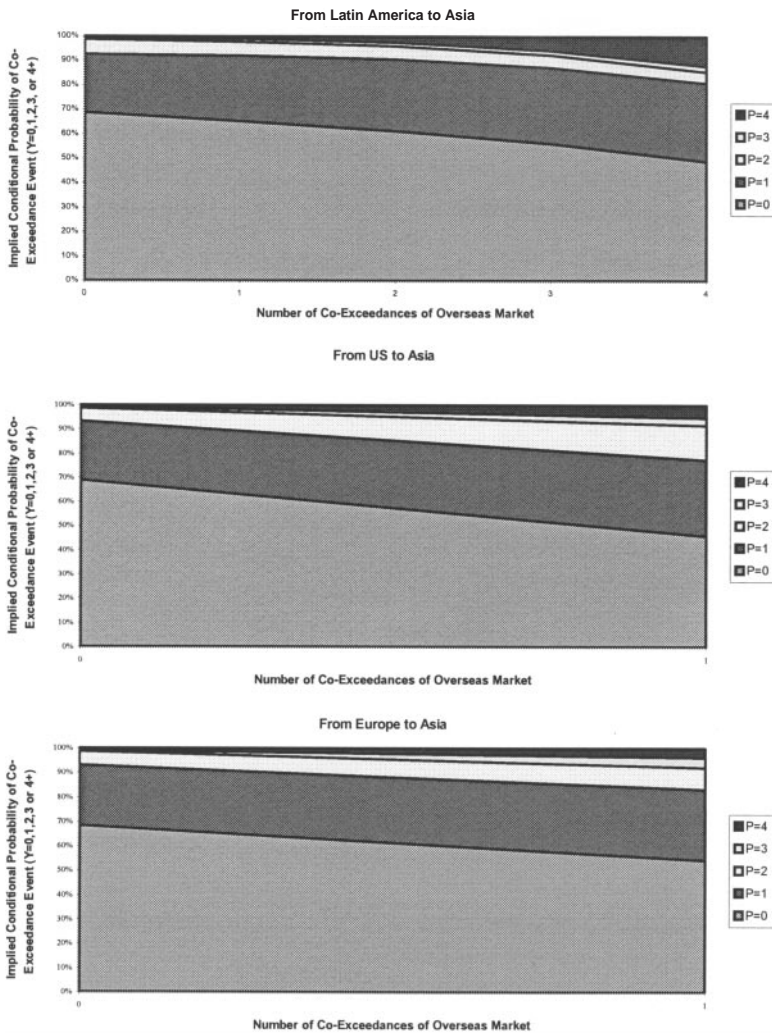 From Latin America to Asia
Implied Conditional Probability of Co-
Exceedance Event (Y=0,1,2,3, or 4+)
100%
90%
80%
70%
60%
50%
40%
30%
20%
10%
0%
0
1
2
3
4
Number of Co-Exceedances of Overseas Market
P=4
P=3
P=2
P=1
P=0
From US to Asia
Implied Conditional Probability of Co-
Exceedance Event (Y=0,1,2,3 or 4+)
100%
90%
80%
70%
60%
50%
40%
30%
20%
10%
0%
0
1
Number of Co-Exceedances of Overseas Market
P=4
P=3
P=2
P=1
P=0
From Europe to Asia
Implied Conditional Probability of Co-
Exceedance Event (Y=0,1,2,3 or 4+)
100%
90%
80%
70%
60%
50%
40%
30%
20%
10%
0%
0
1
Number of Co-Exceedances of Overseas Market
P=4
P=3
P=2
P=1
P=0